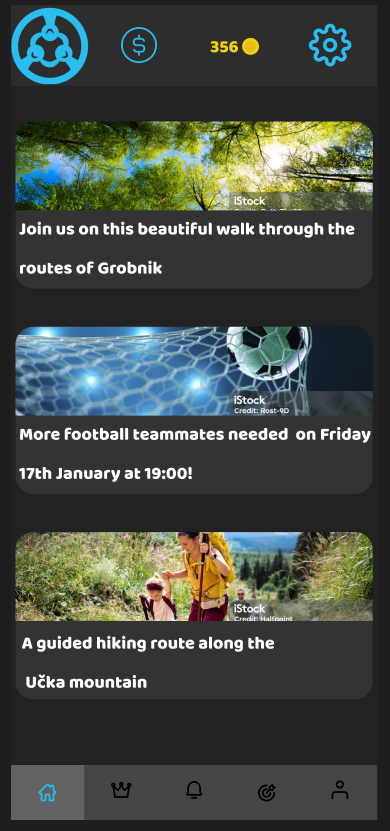 356
iStock
Join us on this beautiful walk through the
routes of Grobnik
iStock
Credit: Rost-9D
More football teammates needed on Friday
17th January at 19:00!
iStock
Credit: Halfpoint
A guided hiking route along the
Učka mountain